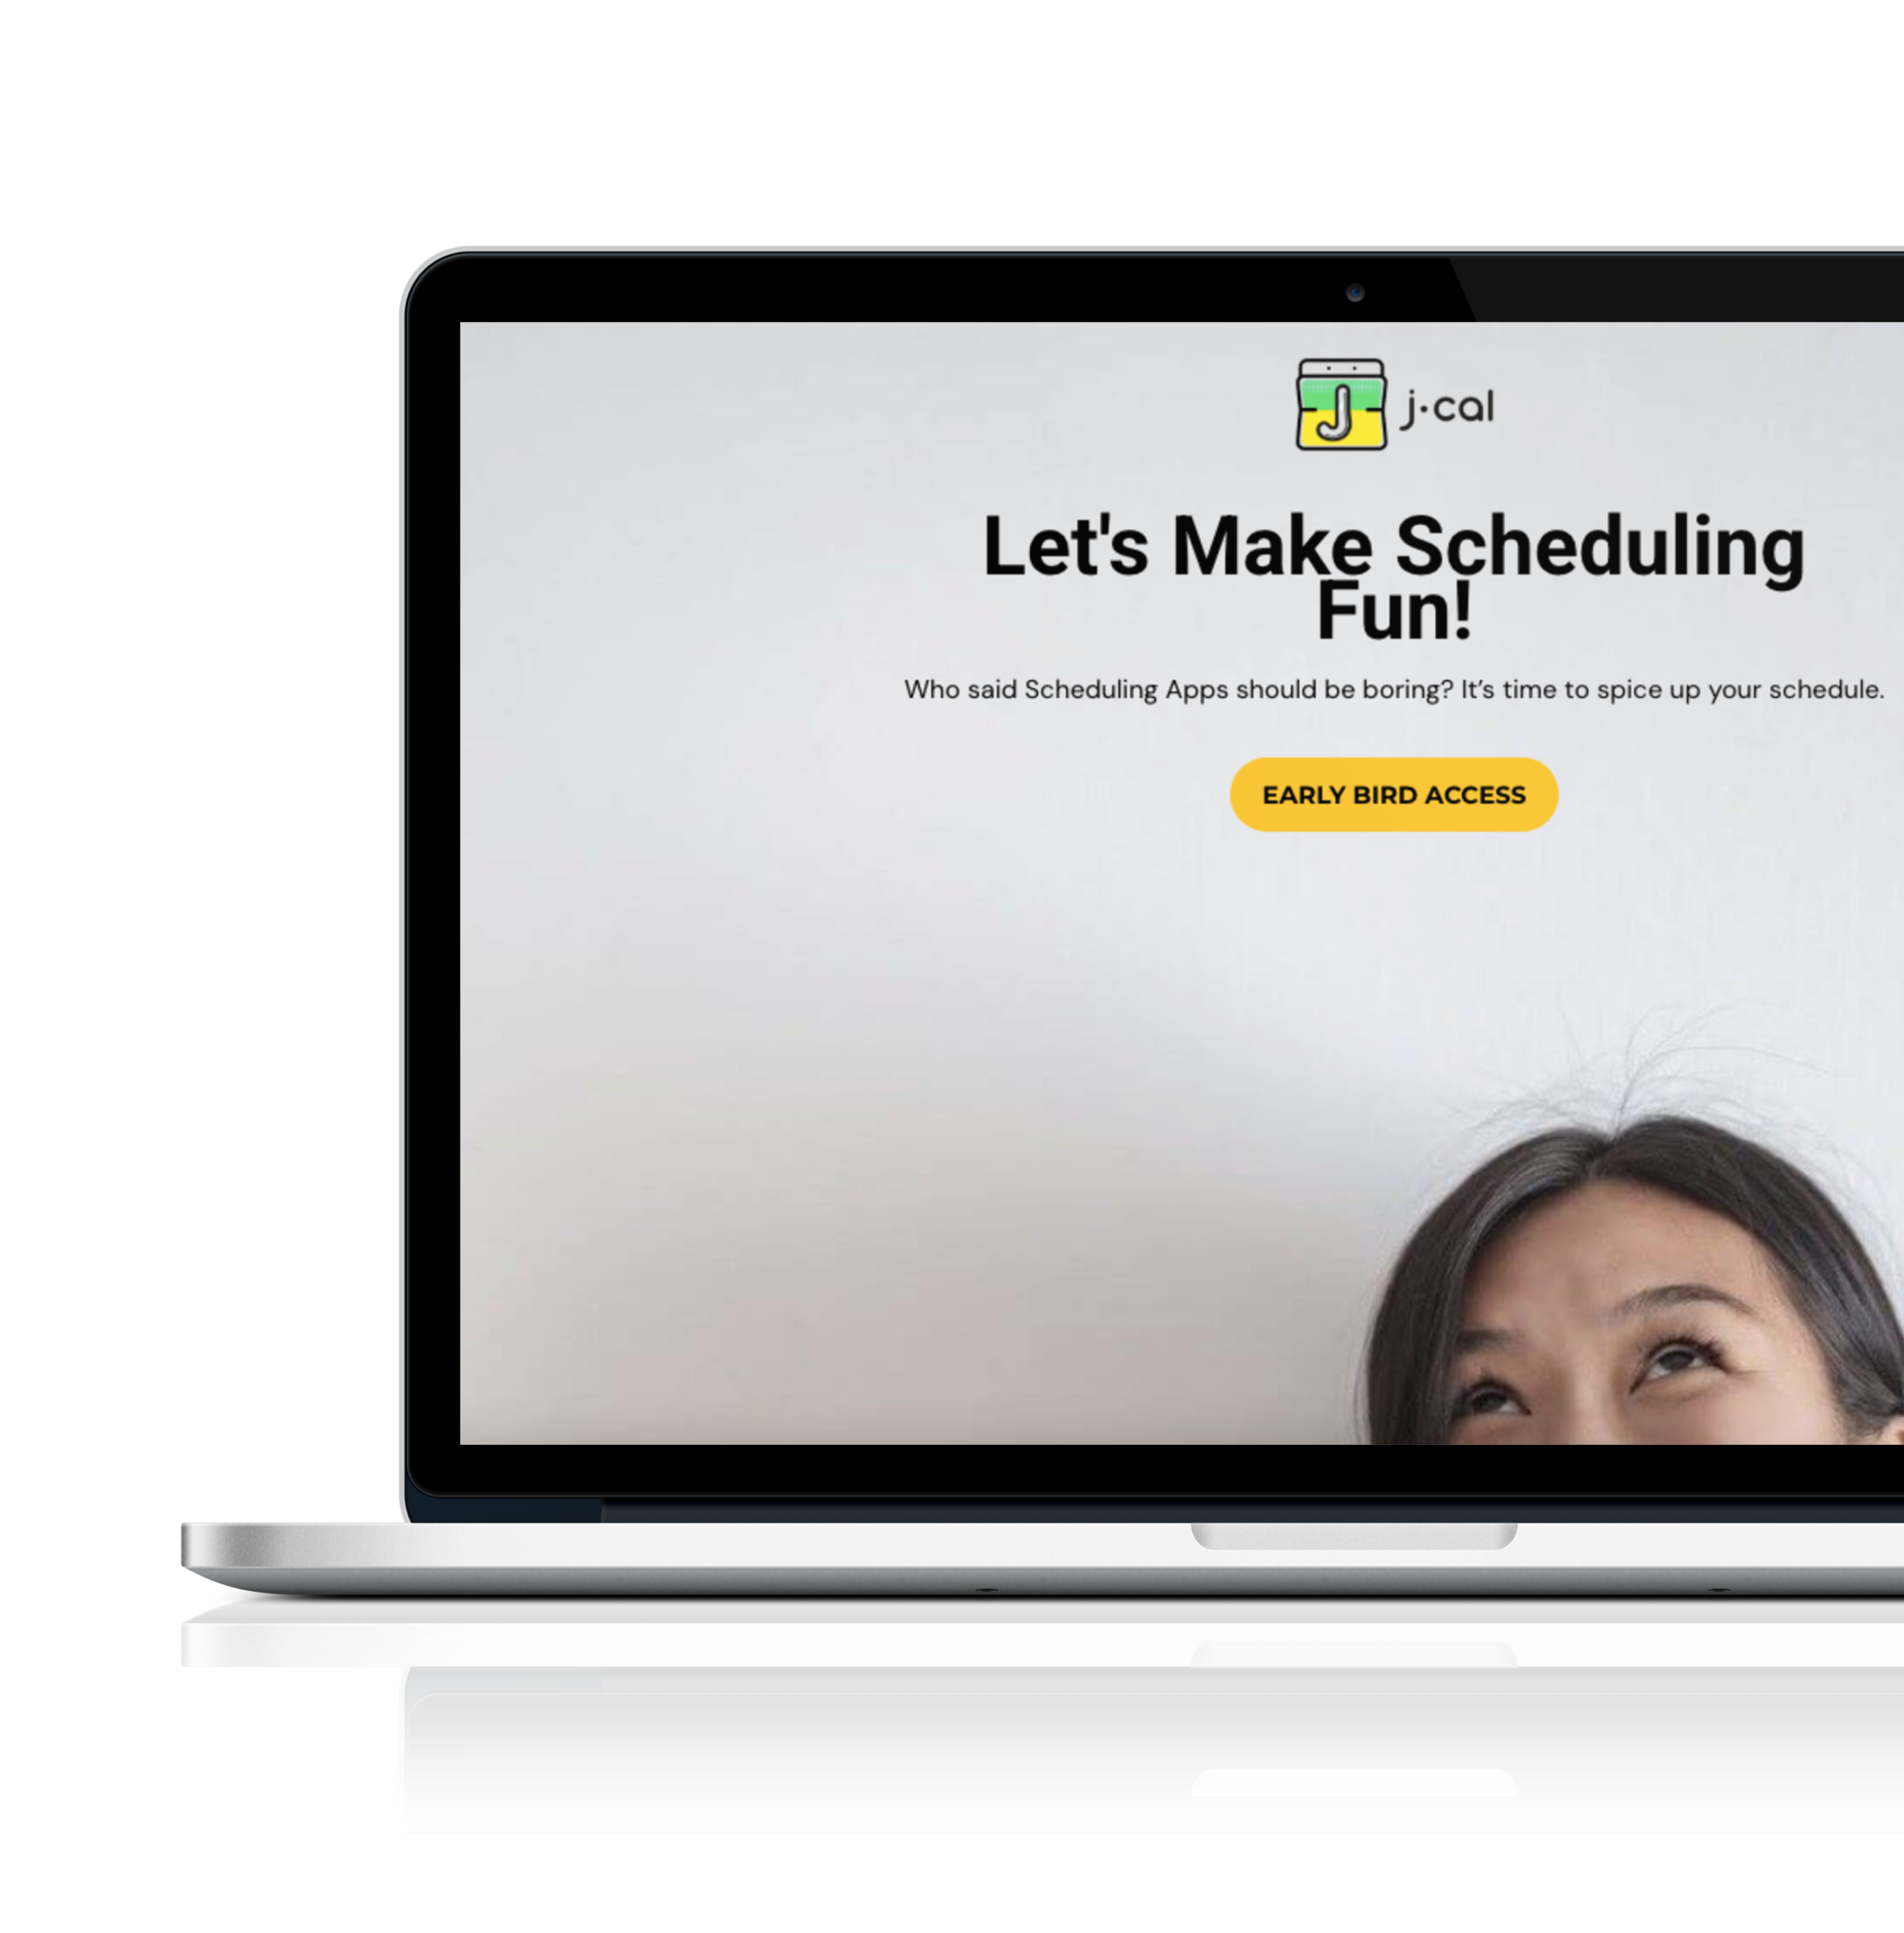 J
j·cal
Let's Make Scheduling
Fun!
Who said Scheduling Apps should be boring? It’s time to spice up your schedule.
EARLY BIRD ACCESS